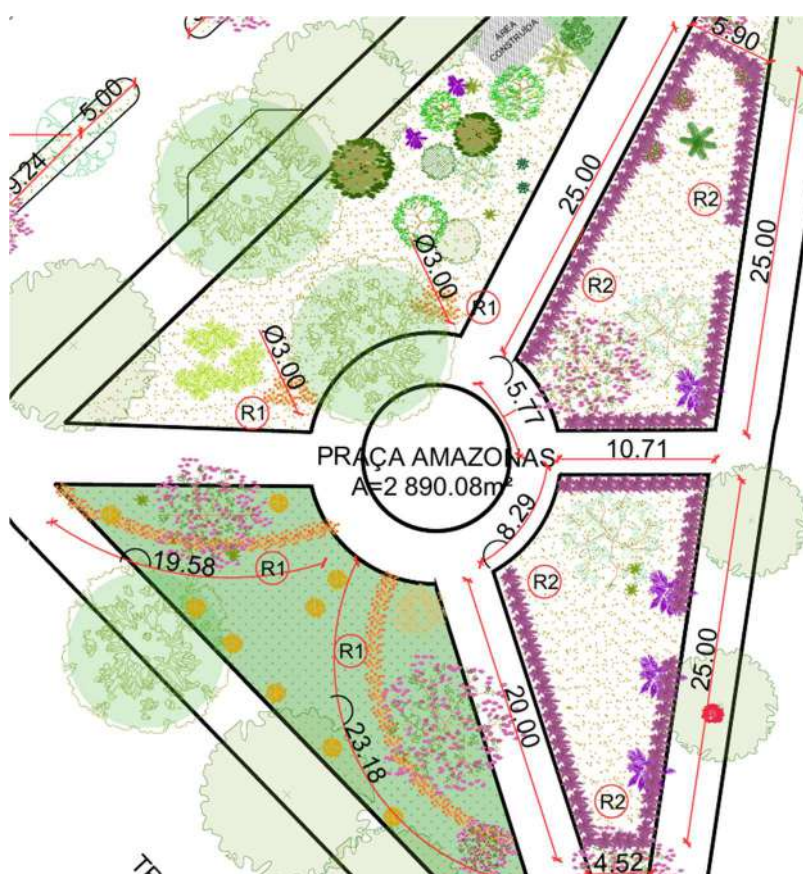 ÁREA
CONSTRUÍDA
5.90
5.00
9.24
25.00
R2
25.00
R2
Ø3.00
R1
Ø3.00
R1
5.77
PRAÇA AMAZONAS
A=2 890.08m²
10.71
8.29
19.58
R1
R2
R1
25.00
20.00
23.18
R2
4.52